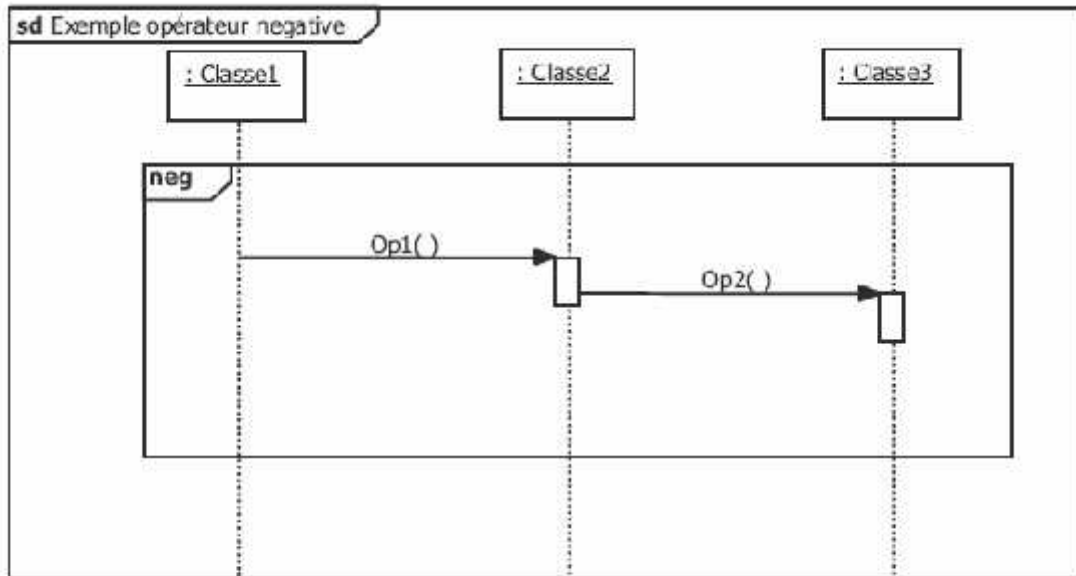 sd Exemple opérateur negative
: Classe1
: Classe2
: Classe3
neg
Op1( )
Op2( )